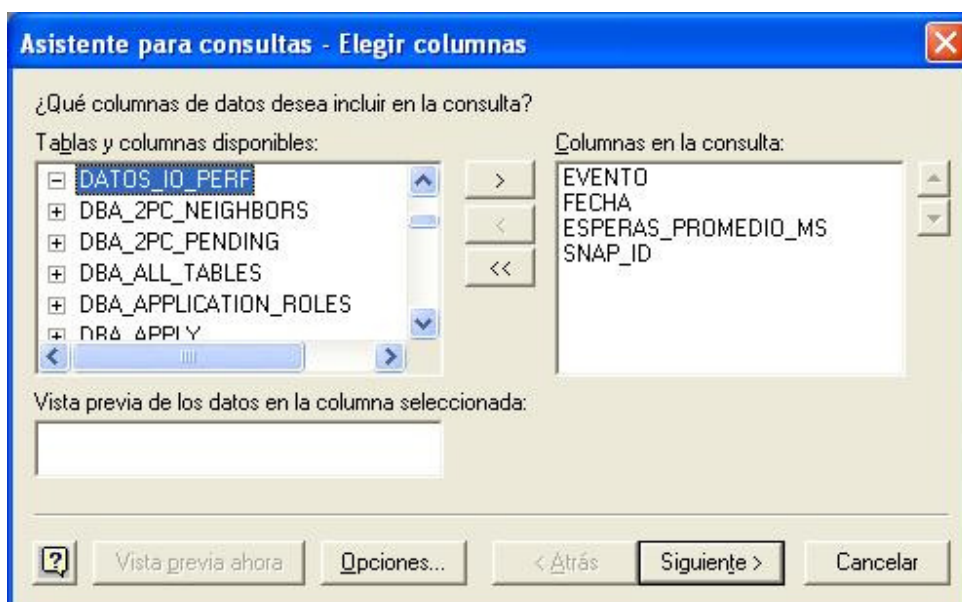 Asistente para consultas - Elegir columnas
¿Qué columnas de datos desea incluir en la consulta?
Tablas y columnas disponibles:
DATOS_IO_PERF
DBA_2PC_NEIGHBORS
DBA_2PC_PENDING
DBA_ALL_TABLES
DBA_APPLICATION_ROLES
DBA_APPLY
>
<
<<
Columnas en la consulta:
EVENTO
FECHA
ESPERAS_PROMEDIO_MS
SNAP_ID
Vista previa de los datos en la columna seleccionada:
Vista previa ahora
Opciones...
< Atrás
Siguiente >
Cancelar